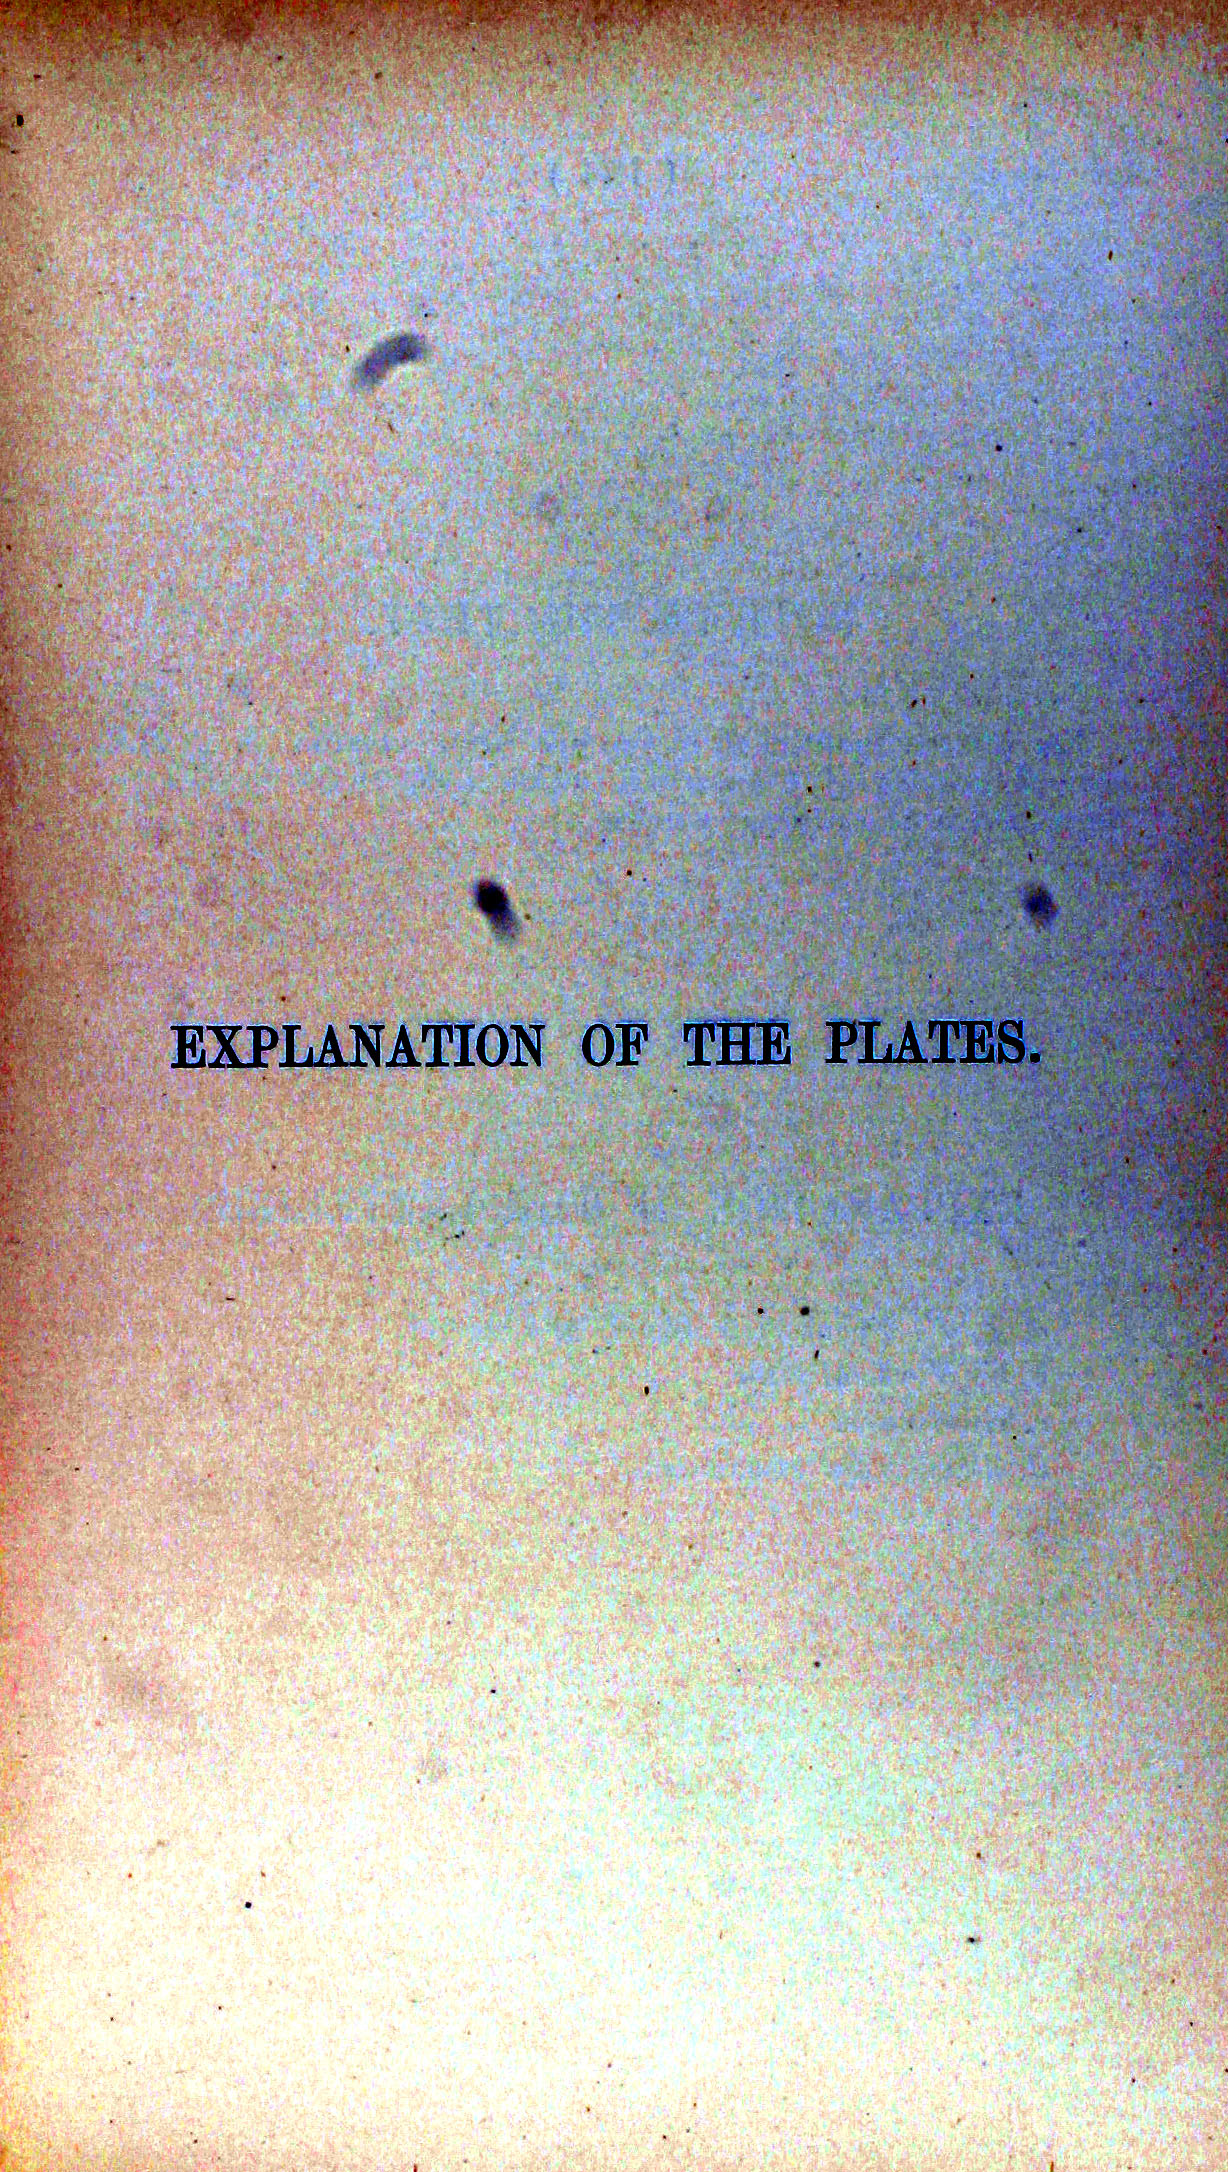 EXPLANATION OF THE PLATES.